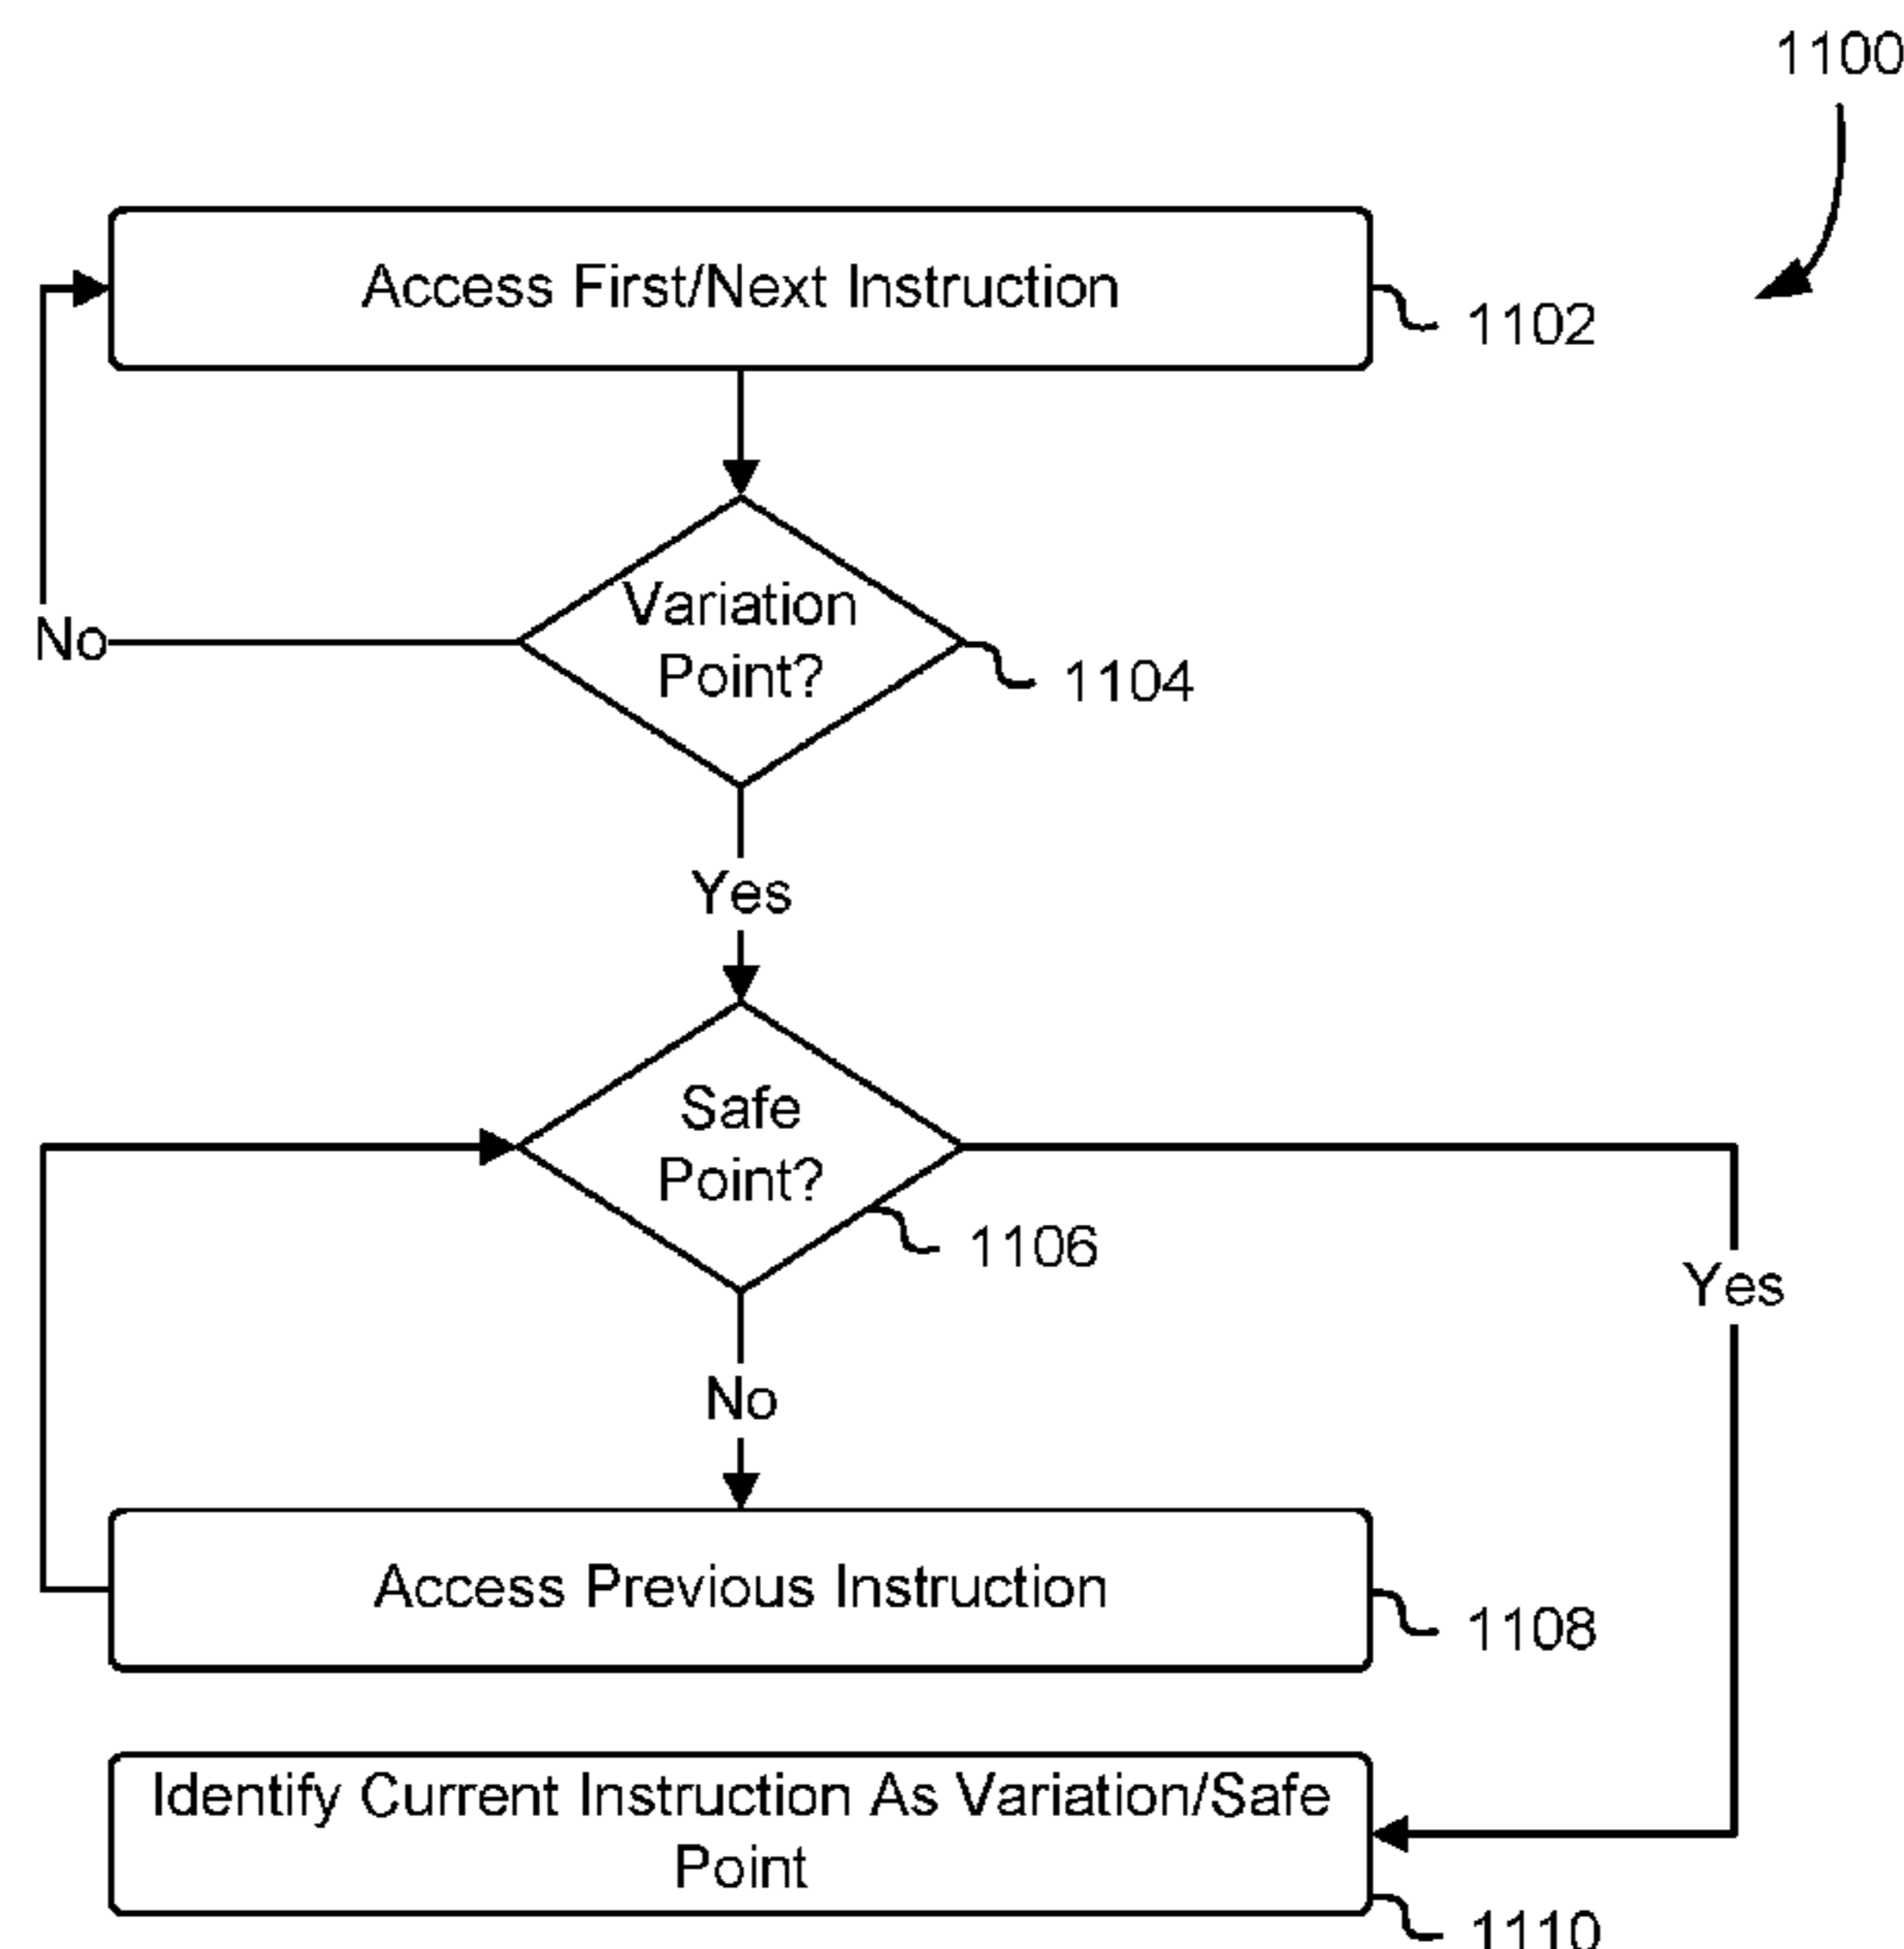 1100
Access First/Next Instruction
1102
Variation
Point?
No
1104
Yes
Safe
Point?
1106
Yes
No
Access Previous Instruction
1108
Identify Current Instruction As Variation/Safe
Point
1110